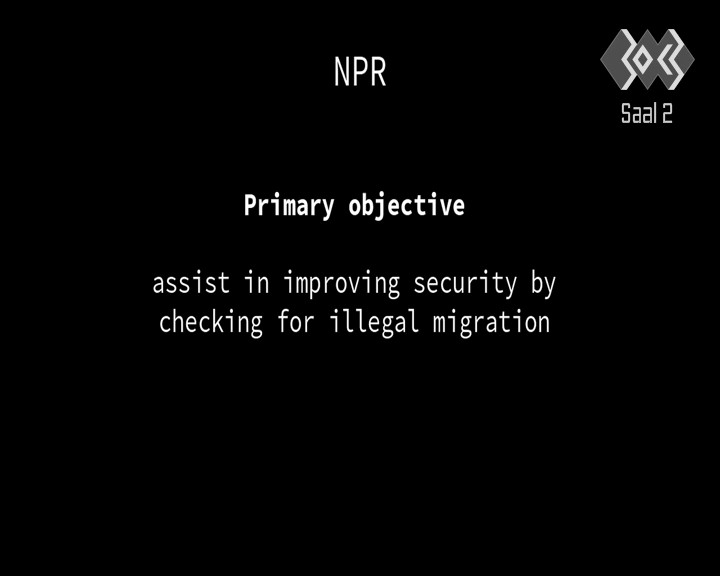 NPR
Saal 2
Primary objective
assist in improving security by
checking for illegal migration